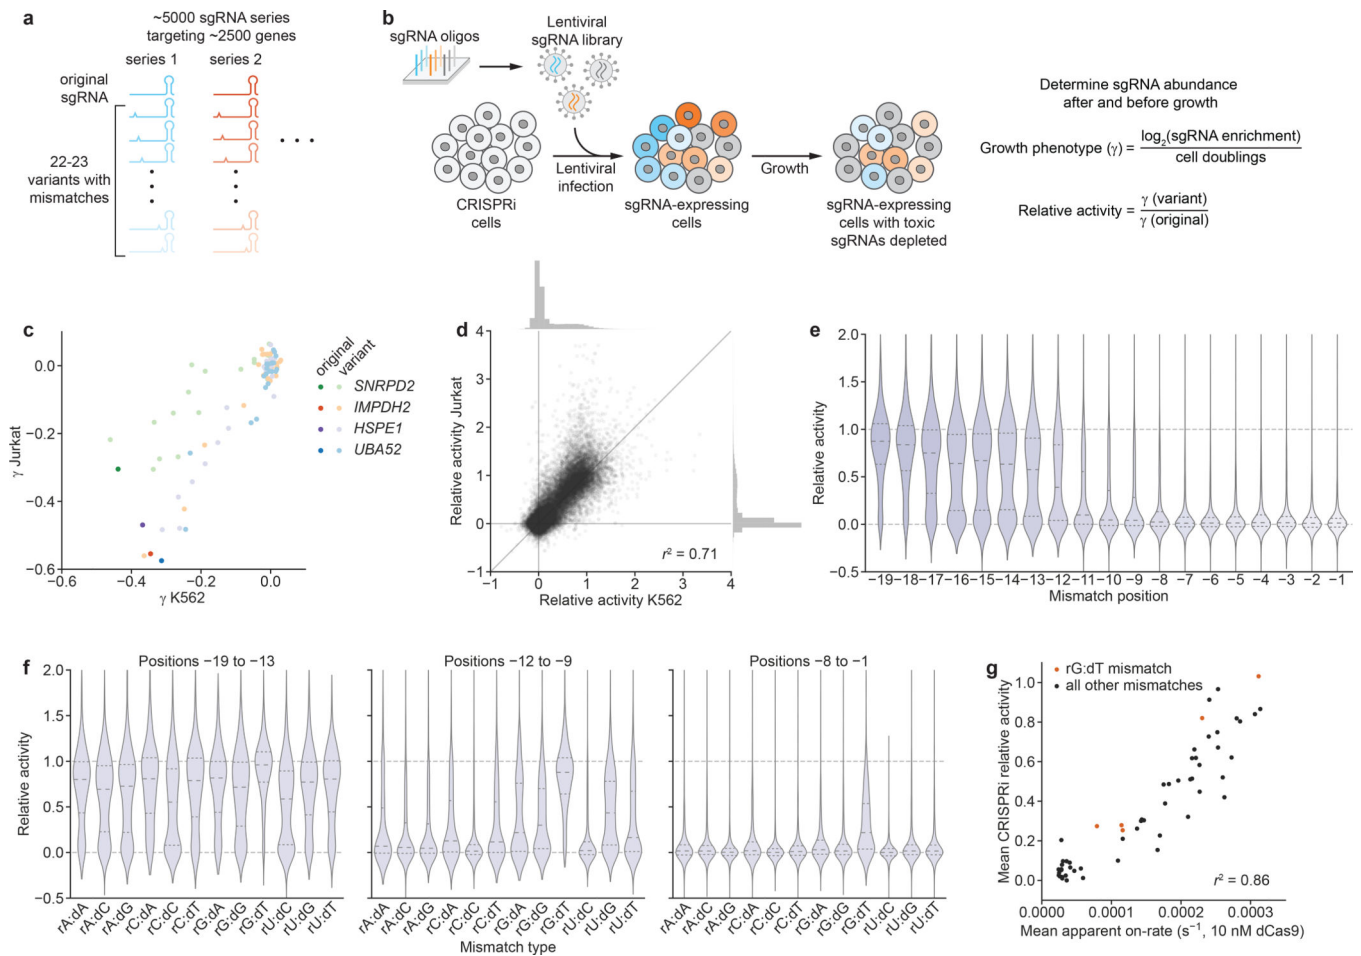 a
~5000 sgRNA series
targeting ~2500 genes
series 1
series 2
original
sgRNA
22-23
variants with
mismatches
b
sgRNA oligos
Lentiviral
sgRNA library
CRISPRi
cells
Lentiviral
infection
sgRNA-expressing
cells
Growth
sgRNA-expressing
cells with toxic
sgRNAs depleted
Determine sgRNA abundance
after and before growth
Growth phenotype (γ) = log2(sgRNA enrichment)
cell doublings
Relative activity = γ (variant)
γ (original)
c
0.0
−0.2
−0.4
−0.6
γ Jurkat
−0.6 −0.4 −0.2 0.0
γ K562
original
variant
SNRPD2
IMPDH2
HSPE1
UBA52
d
4
3
2
1
0
−1
Relative activity Jurkat
r2 = 0.71
−1 0 1 2 3 4
Relative activity K562
e
2.0
1.5
1.0
0.5
0.0
−0.5
Relative activity
−19 −18 −17 −16 −15 −14 −13 −12 −11 −10 −9 −8 −7 −6 −5 −4 −3 −2 −1
Mismatch position
f
Positions −19 to −13
Positions −12 to −9
Positions −8 to −1
2.0
1.5
1.0
0.5
0.0
−0.5
Relative activity
rA:dA rA:dC rA:dG rC:dA rC:dC rC:dT rG:dA rG:dG rG:dT rU:dC rU:dG rU:dT
rA:dA rA:dC rA:dG rC:dA rC:dC rC:dT rG:dA rG:dG rG:dT rU:dC rU:dG rU:dT
rA:dA rA:dC rA:dG rC:dA rC:dC rC:dT rG:dA rG:dG rG:dT rU:dC rU:dG rU:dT
Mismatch type
g
rG:dT mismatch
all other mismatches
1.0
0.8
0.6
0.4
0.2
0.0
Mean CRISPRi relative activity
r2 = 0.86
0.0000 0.0001 0.0002 0.0003
Mean apparent on-rate (s−1, 10 nM dCas9)